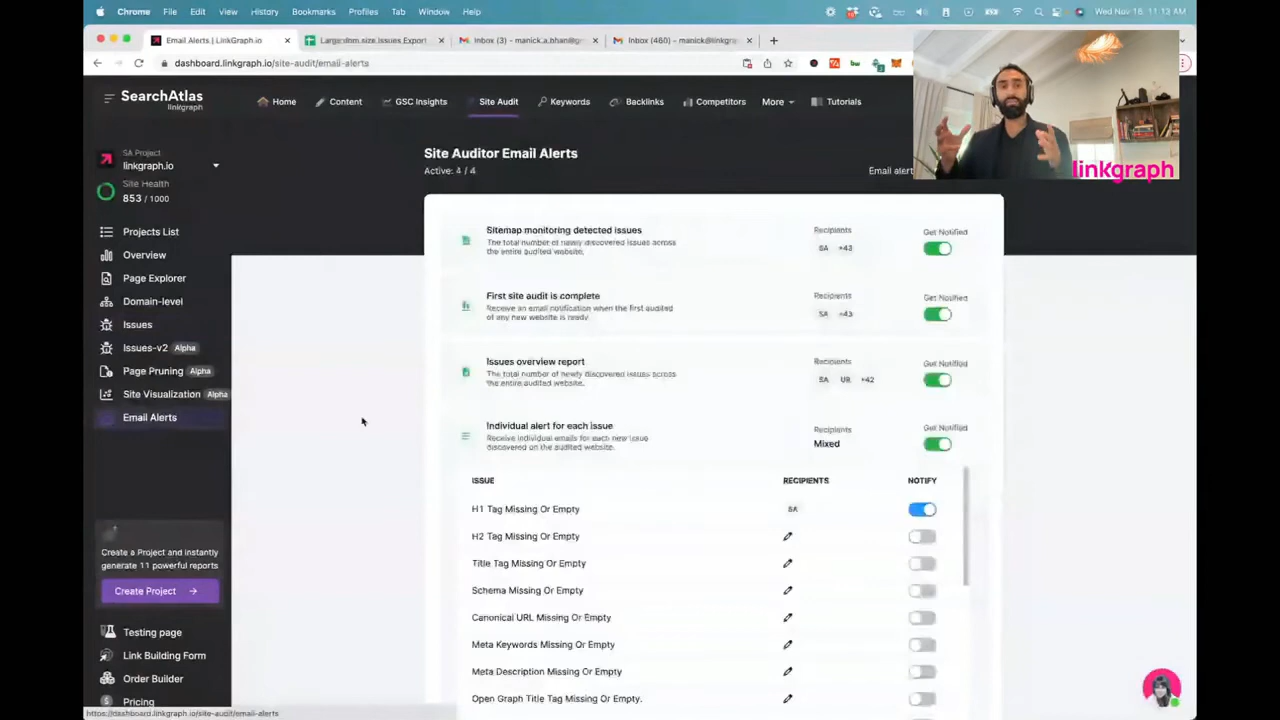 Chrome File Edit View History Bookmarks Profiles Tab Window Help Wed Nov 16, 11:13 AM
Email Alerts | LinkGraph.io Inbox (3) - manick.a.bhan@ Inbox (460) - manick@linkgrap
dashboard.linkgraph.io/site-audit/email-alerts
SearchAtlas
linkgraph
Home Content GSC Insights Site Audit Keywords Backlinks Competitors More Tutorials
linkgraph
SA Project
linkgraph.io
Site Health
853 / 1000
Projects List
Overview
Page Explorer
Domain-level
Issues
Issues-v2 Alpha
Page Pruning Alpha
Site Visualization Alpha
Email Alerts
Create a Project and instantly
generate 11 powerful reports
Create Project →
Testing page
Link Building Form
Order Builder
Pricing
https://dashboard.linkgraph.io/site-audit/email-alerts
Site Auditor Email Alerts
Active: 4 / 4
Email alert
Sitemap monitoring detected issues
The total number of newly discovered issues across
the entire audited website.
Recipients
SA +43
Get Notified
First site audit is complete
Receive an email notification when the first audited
of any new website is ready
Recipients
SA +43
Get Notified
Issues overview report
The total number of newly discovered issues across
the entire audited website.
Recipients
SA UR +42
Get Notified
Individual alert for each issue
Receive individual emails for each new issue
discovered on the audited website.
Recipients
Mixed
Get Notified
ISSUE RECIPIENTS NOTIFY
H1 Tag Missing Or Empty SA
H2 Tag Missing Or Empty
Title Tag Missing Or Empty
Schema Missing Or Empty
Canonical URL Missing Or Empty
Meta Keywords Missing Or Empty
Meta Description Missing Or Empty
Open Graph Title Tag Missing Or Empty.